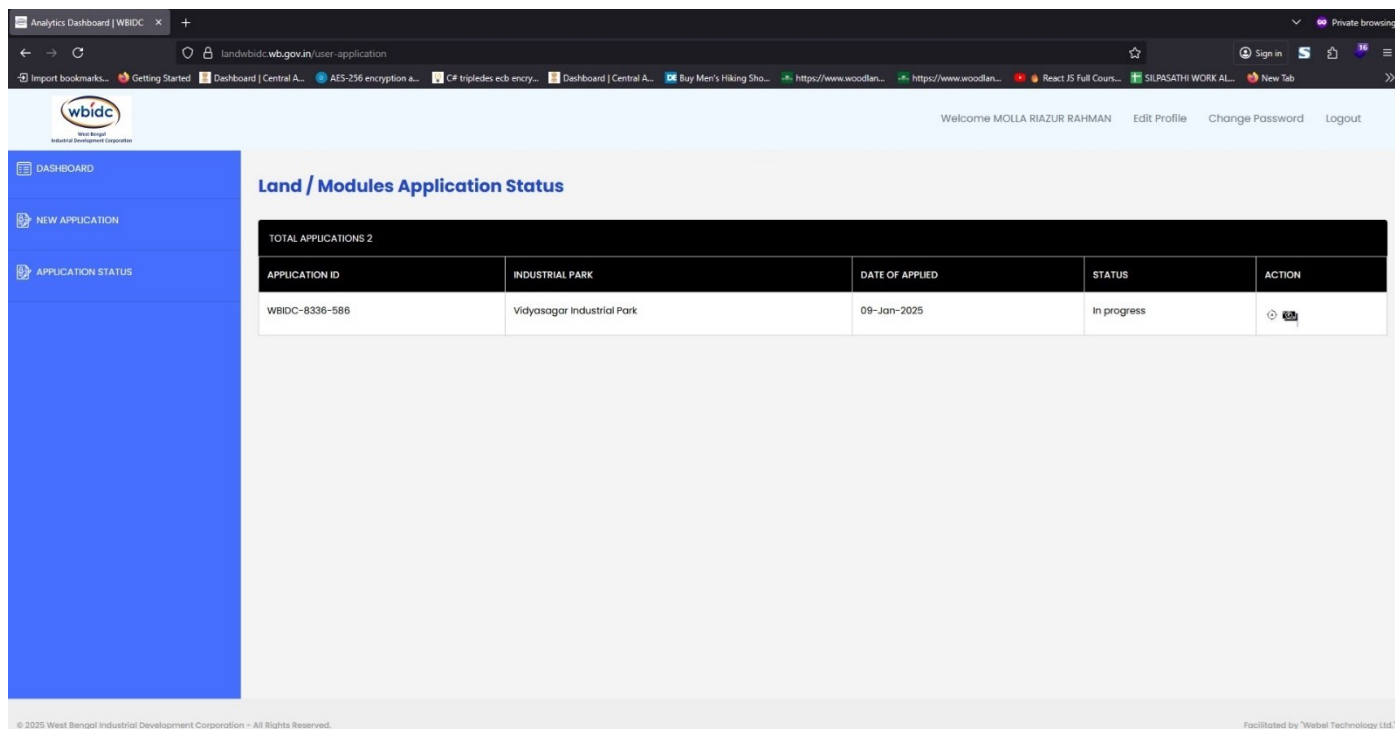 Analytics Dashboard | WBIDC
Private browsing
landwbidc.wb.gov.in/user-application
Sign in
16
Import bookmarks... Getting Started Dashboard | Central A... AES-256 encryption a... C# tripledes ecb encry... Dashboard | Central A... Buy Men's Hiking Sho... https://www.woodlan... https://www.woodlan... React JS Full Cours... SILPASATHI WORK AL... New Tab
wbidc
West Bengal
Industrial Development Corporation
Welcome MOLLA RIAZUR RAHMAN Edit Profile Change Password Logout
DASHBOARD
NEW APPLICATION
APPLICATION STATUS
Land / Modules Application Status
TOTAL APPLICATIONS 2
APPLICATION ID INDUSTRIAL PARK DATE OF APPLIED STATUS ACTION
WBIDC-8336-586 Vidyasagar Industrial Park 09-Jan-2025 In progress
© 2025 West Bengal Industrial Development Corporation - All Rights Reserved.
Facilitated by "Webel Technology Ltd."